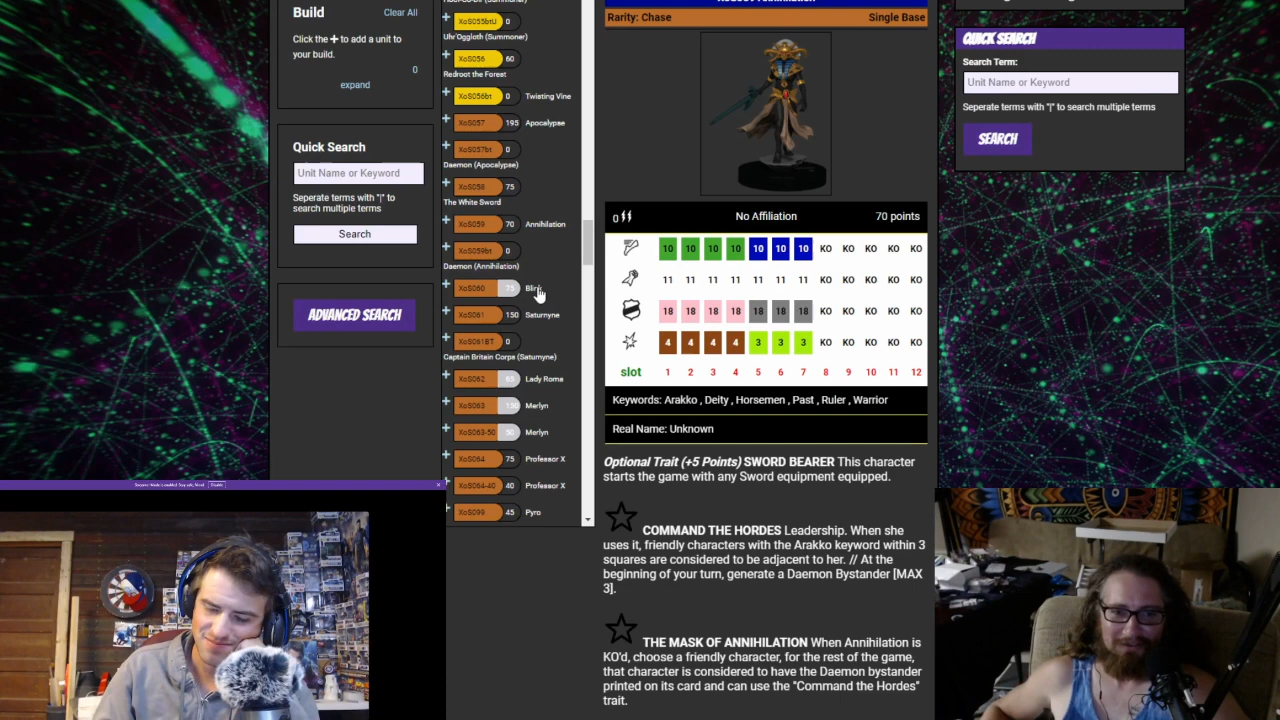 Build
Clear All
Click the + to add a unit to
your build.
0
expand
Quick Search
Unit Name or Keyword
Seperate terms with "|" to
search multiple terms
Search
ADVANCED SEARCH
XoS055btU 0
Uhr'Oggloth (Summoner)
XoS056 60
Redroot the Forest
XoS056bt 0 Twisting Vine
XoS057 195 Apocalypse
XoS057bt 0
Daemon (Apocalypse)
XoS058 75
The White Sword
XoS059 70 Annihilation
XoS059bt 0
Daemon (Annihilation)
XoS060 75
XoS061 150 Saturnyne
XoS061BT 0
Captain Britain Corps (Saturnyne)
XoS062 65 Lady Roma
XoS063 150 Merlyn
XoS063-50 50 Merlyn
XoS064 75 Professor X
XoS064-40 40 Professor X
XoS099 45 Pyro
Rarity: Chase
Single Base
0
No Affiliation
70 points
10 10 10 10 10 10 10 KO KO KO KO KO
11 11 11 11 11 11 11 KO KO KO KO KO
18 18 18 18 18 18 18 KO KO KO KO KO
4 4 4 4 3 3 3 KO KO KO KO KO
slot 1 2 3 4 5 6 7 8 9 10 11 12
Keywords: Arakko , Deity , Horsemen , Past , Ruler , Warrior
Real Name: Unknown
Optional Trait (+5 Points) SWORD BEARER This character
starts the game with any Sword equipment equipped.
COMMAND THE HORDES Leadership. When she
uses it, friendly characters with the Arakko keyword within 3
squares are considered to be adjacent to her. // At the
beginning of your turn, generate a Daemon Bystander [MAX
3].
THE MASK OF ANNIHILATION When Annihilation is
KO'd, choose a friendly character, for the rest of the game,
that character is considered to have the Daemon bystander
printed on its card and can use the "Command the Hordes"
trait.
QUICK SEARCH
Search Term:
Unit Name or Keyword
Seperate terms with "|" to search multiple terms
SEARCH